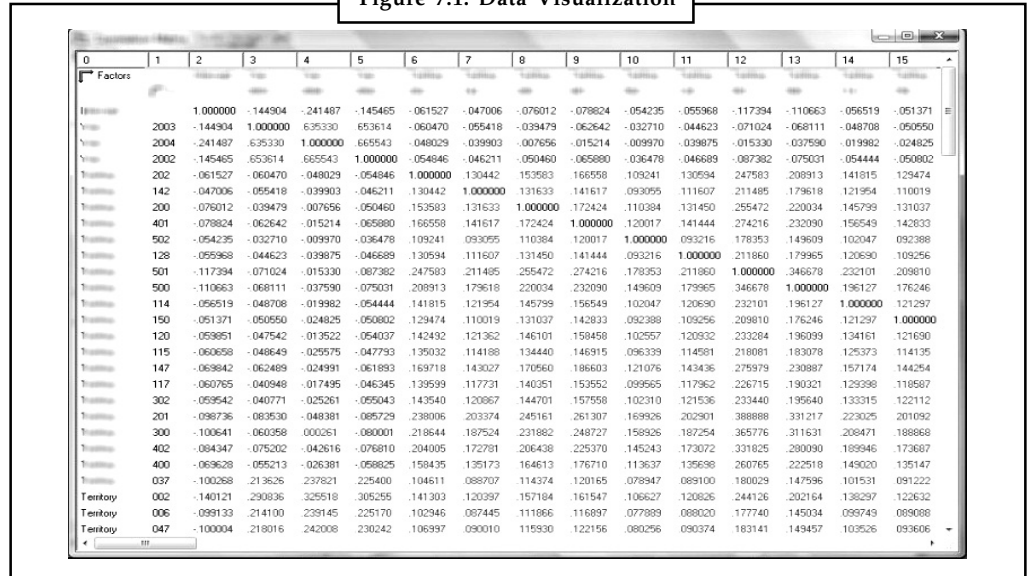 Figure 7.1: Data Visualization
0 1 2 3 4 5 6 7 8 9 10 11 12 13 14 15
Factors
1.000000 -.144904 -.241487 -.145465 -.061527 -.047006 -.076012 -.078824 -.054235 -.055968 -.117394 -.110663 -.056519 -.051371
2003 -.144904 1.000000 .635330 .653614 -.060470 -.055418 -.039479 -.062642 -.032710 -.044623 -.071024 -.068111 -.048708 -.050550
2004 -.241487 .635330 1.000000 .665543 -.048029 -.039903 -.007656 -.015214 -.009970 -.039875 -.015330 -.037590 -.019982 -.024825
2002 -.145465 .653614 .665543 1.000000 -.054846 -.046211 -.050460 -.065880 -.036478 -.046689 -.087382 -.075031 -.054444 -.050802
202 -.061527 -.060470 -.048029 -.054846 1.000000 .130442 .153583 .166558 .109241 .130594 .247583 .208913 .141815 .129474
142 -.047006 -.055418 -.039903 -.046211 .130442 1.000000 .131633 .141617 .093055 .111607 .211485 .179618 .121954 .110019
200 -.076012 -.039479 -.007656 -.050460 .153583 .131633 1.000000 .172424 .110384 .131450 .255472 .220034 .145799 .131037
401 -.078824 -.062642 -.015214 -.065880 .166558 .141617 .172424 1.000000 .120017 .141444 .274216 .232090 .156549 .142833
502 -.054235 -.032710 -.009970 -.036478 .109241 .093055 .110384 .120017 1.000000 .093216 .178353 .149609 .102047 .092388
128 -.055968 -.044623 -.039875 -.046689 .130594 .111607 .131450 .141444 .093216 1.000000 .211860 .179965 .120690 .109256
501 -.117394 -.071024 -.015330 -.087382 .247583 .211485 .255472 .274216 .178353 .211860 1.000000 .346678 .232101 .209810
500 -.110663 -.068111 -.037590 -.075031 .208913 .179618 .220034 .232090 .149609 .179965 .346678 1.000000 .196127 .176246
114 -.056519 -.048708 -.019982 -.054444 .141815 .121954 .145799 .156549 .102047 .120690 .232101 .196127 1.000000 .121297
150 -.051371 -.050550 -.024825 -.050802 .129474 .110019 .131037 .142833 .092388 .109256 .209810 .176246 .121297 1.000000
120 -.059851 -.047542 -.013522 -.054037 .142492 .121362 .146101 .158458 .102557 .120932 .233284 .196099 .134161 .121690
115 -.060658 -.048649 -.025575 -.047793 .135032 .114188 .134440 .146915 .096339 .114581 .218081 .183078 .125373 .114135
147 -.069842 -.062489 -.024991 -.061893 .169718 .143027 .170560 .186603 .121076 .143436 .275979 .230887 .157174 .144254
117 -.060765 -.040948 -.017495 -.046345 .139599 .117731 .140351 .153552 .099565 .117962 .226715 .190321 .129398 .118587
302 -.059542 -.040771 -.025261 -.055043 .143540 .120867 .144701 .157558 .102310 .121536 .233440 .195640 .133315 .122112
201 -.098736 -.083530 -.048381 -.085729 .238006 .203374 .245161 .261307 .169926 .202901 .388888 .331217 .223025 .201092
300 -.100641 -.060358 .000261 -.080001 .218644 .187524 .231882 .248727 .158926 .187254 .365776 .311631 .208471 .188868
402 -.084347 -.075202 -.042616 -.076810 .204005 .172781 .206438 .225370 .145243 .173072 .331825 .280090 .189946 .173687
400 -.069628 -.055213 -.026381 -.058825 .158435 .135173 .164613 .176710 .113637 .135698 .260765 .222518 .149020 .135147
037 -.100268 .213626 .237821 .225400 .104611 .088707 .114374 .120165 .078947 .089100 .180029 .147596 .101531 .091222
Territory 002 -.140121 .290836 .325518 .305255 .141303 .120397 .157184 .161547 .106627 .120826 .244126 .202164 .138297 .122632
Territory 006 -.099133 .214100 .239145 .225170 .102946 .087445 .111866 .116897 .077889 .088020 .177740 .145034 .099749 .089088
Territory 047 -.100004 .218016 .242008 .230242 .106997 .090010 .115930 .122156 .080256 .090374 .183141 .149457 .103526 .093606